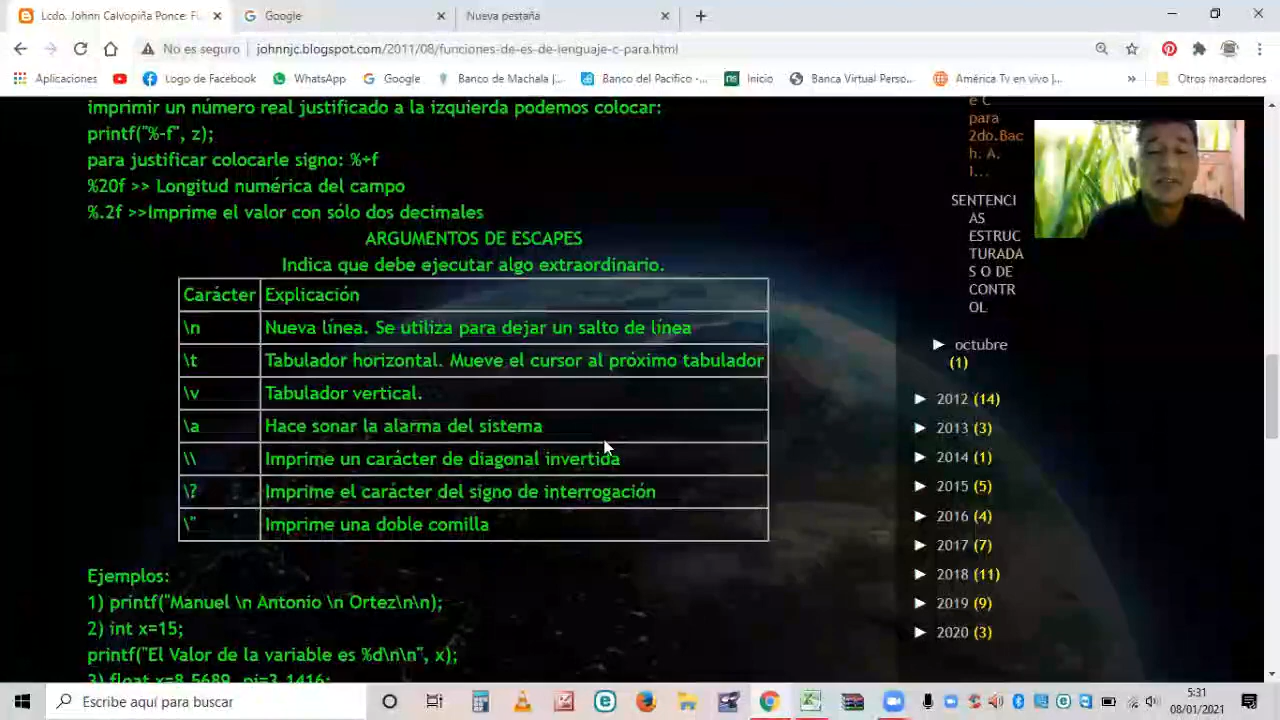 Lcdo. Johnn Calvopiña Ponce: Fu
Google
Nueva pestaña
No es seguro
johnnjc.blogspot.com/2011/08/funciones-de-es-de-lenguaje-c-para.html
Aplicaciones
Logo de Facebook
WhatsApp
Google
Banco de Machala |...
Banco del Pacifico -...
ns
Inicio
Banca Virtual Perso...
América Tv en vivo |...
»
Otros marcadores
imprimir un número real justificado a la izquierda podemos colocar:
printf("%-f", z);
para justificar colocarle signo: %+f
%20f >> Longitud numérica del campo
%.2f >>Imprime el valor con sólo dos decimales
ARGUMENTOS DE ESCAPES
Indica que debe ejecutar algo extraordinario.
Carácter Explicación
\n Nueva línea. Se utiliza para dejar un salto de línea
\t Tabulador horizontal. Mueve el cursor al próximo tabulador
\v Tabulador vertical.
\a Hace sonar la alarma del sistema
\\ Imprime un carácter de diagonal invertida
\? Imprime el carácter del signo de interrogación
\" Imprime una doble comilla
Ejemplos:
1) printf("Manuel \n Antonio \n Ortez\n\n);
2) int x=15;
printf("El Valor de la variable es %d\n\n", x);
3) float x=8.5689, pi=3.1416;
e C
para
2do.Bac
h. A.
I...
SENTENCI
AS
ESTRUC
TURADA
S O DE
CONTR
OL
► octubre
(1)
► 2012 (14)
► 2013 (3)
► 2014 (1)
► 2015 (5)
► 2016 (4)
► 2017 (7)
► 2018 (11)
► 2019 (9)
► 2020 (3)
Escribe aquí para buscar
5:31
08/01/2021